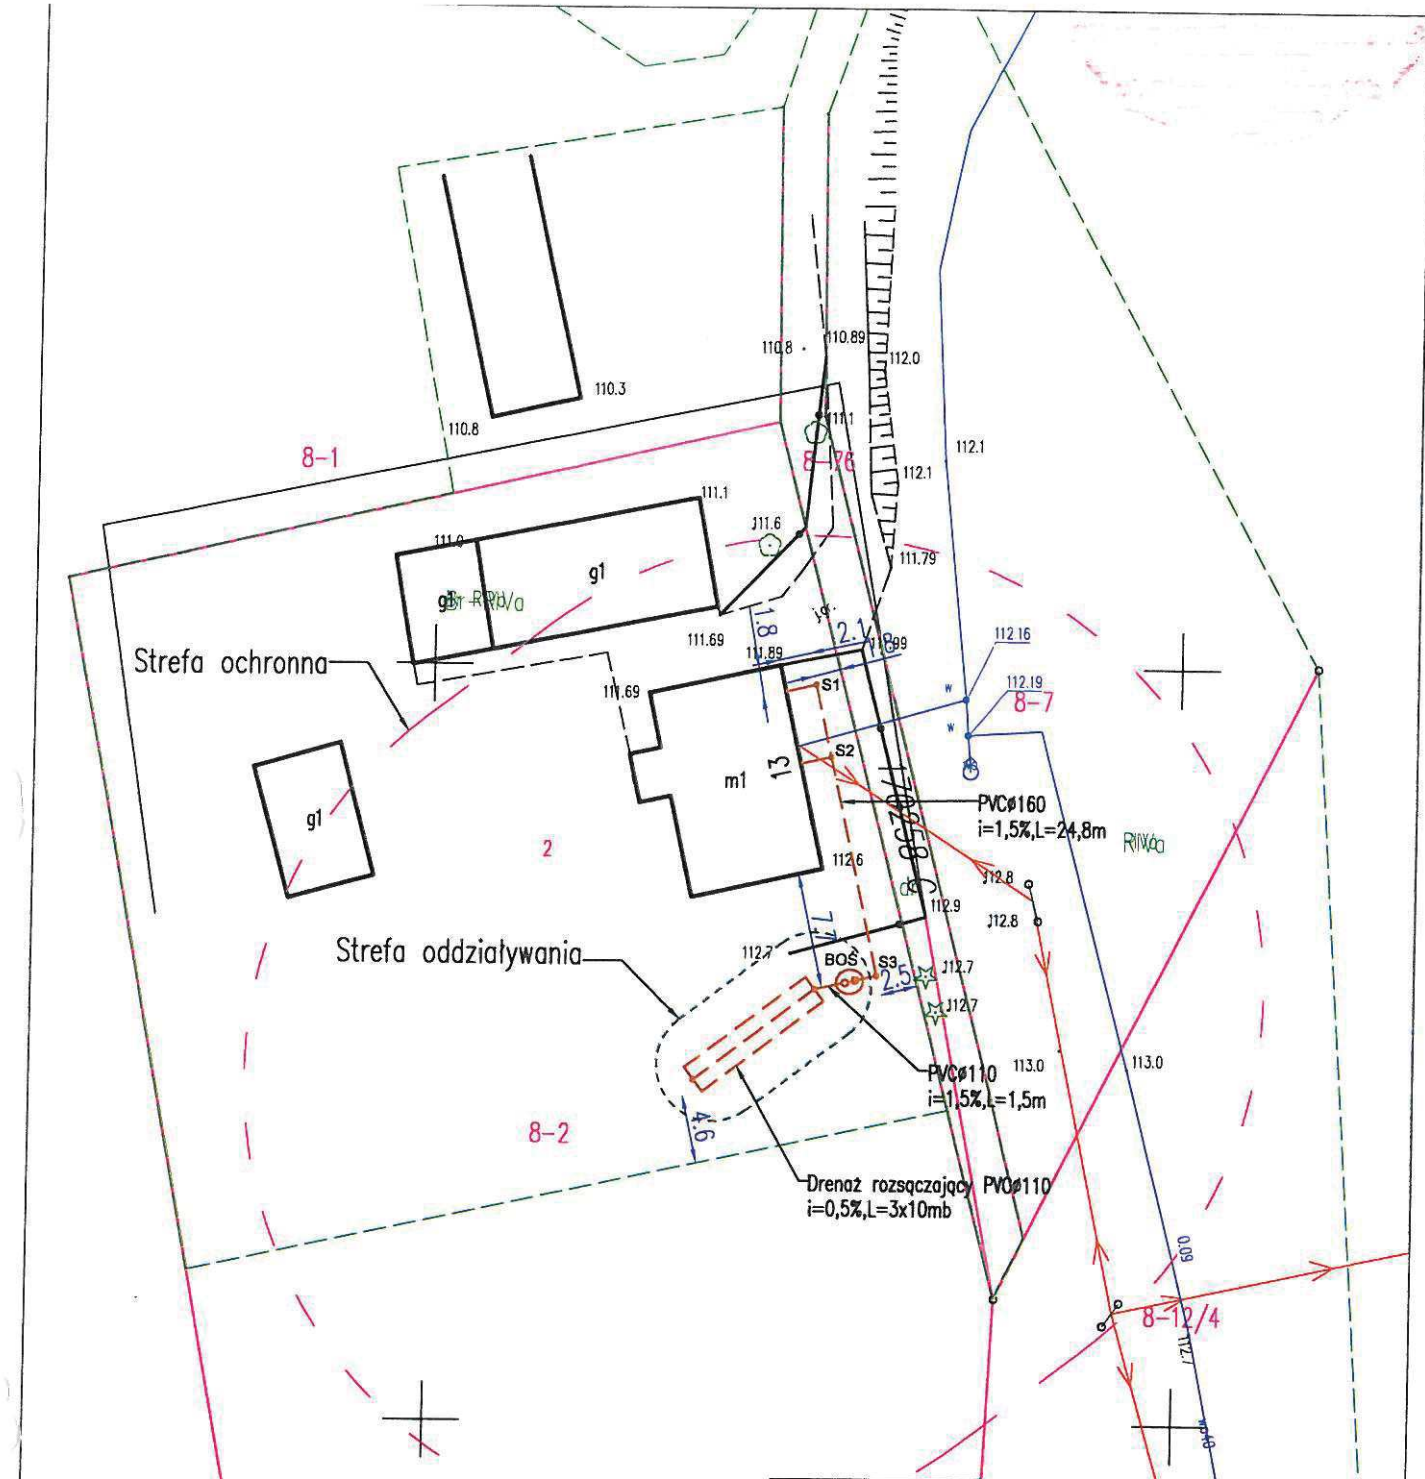 110.8
110.89
112.0
110.3
110.8
111.1
8-1
8-76
112.1
112.1
111.1
111.6
111.0
g1
g1
111.79
1.8
111.69
111.89
2.1
112.16
Strefa ochronna
112.19
w
8-7
111.69
S1
w
S2
13
m1
g1
PVCø160
i=1,5%,L=24,8m
170258 C
2
112.6
112.8
112.9
112.8
7.7
Strefa oddziaływania
112.7
BOŚ
S3
2.5
112.7
112.7
PVCø110
i=1,5%,L=1,5m
113.0
113.0
4.6
8-2
Drenaż rozsączający PVCø110
i=0,5%,L=3x10mb
8-12/4
112.7